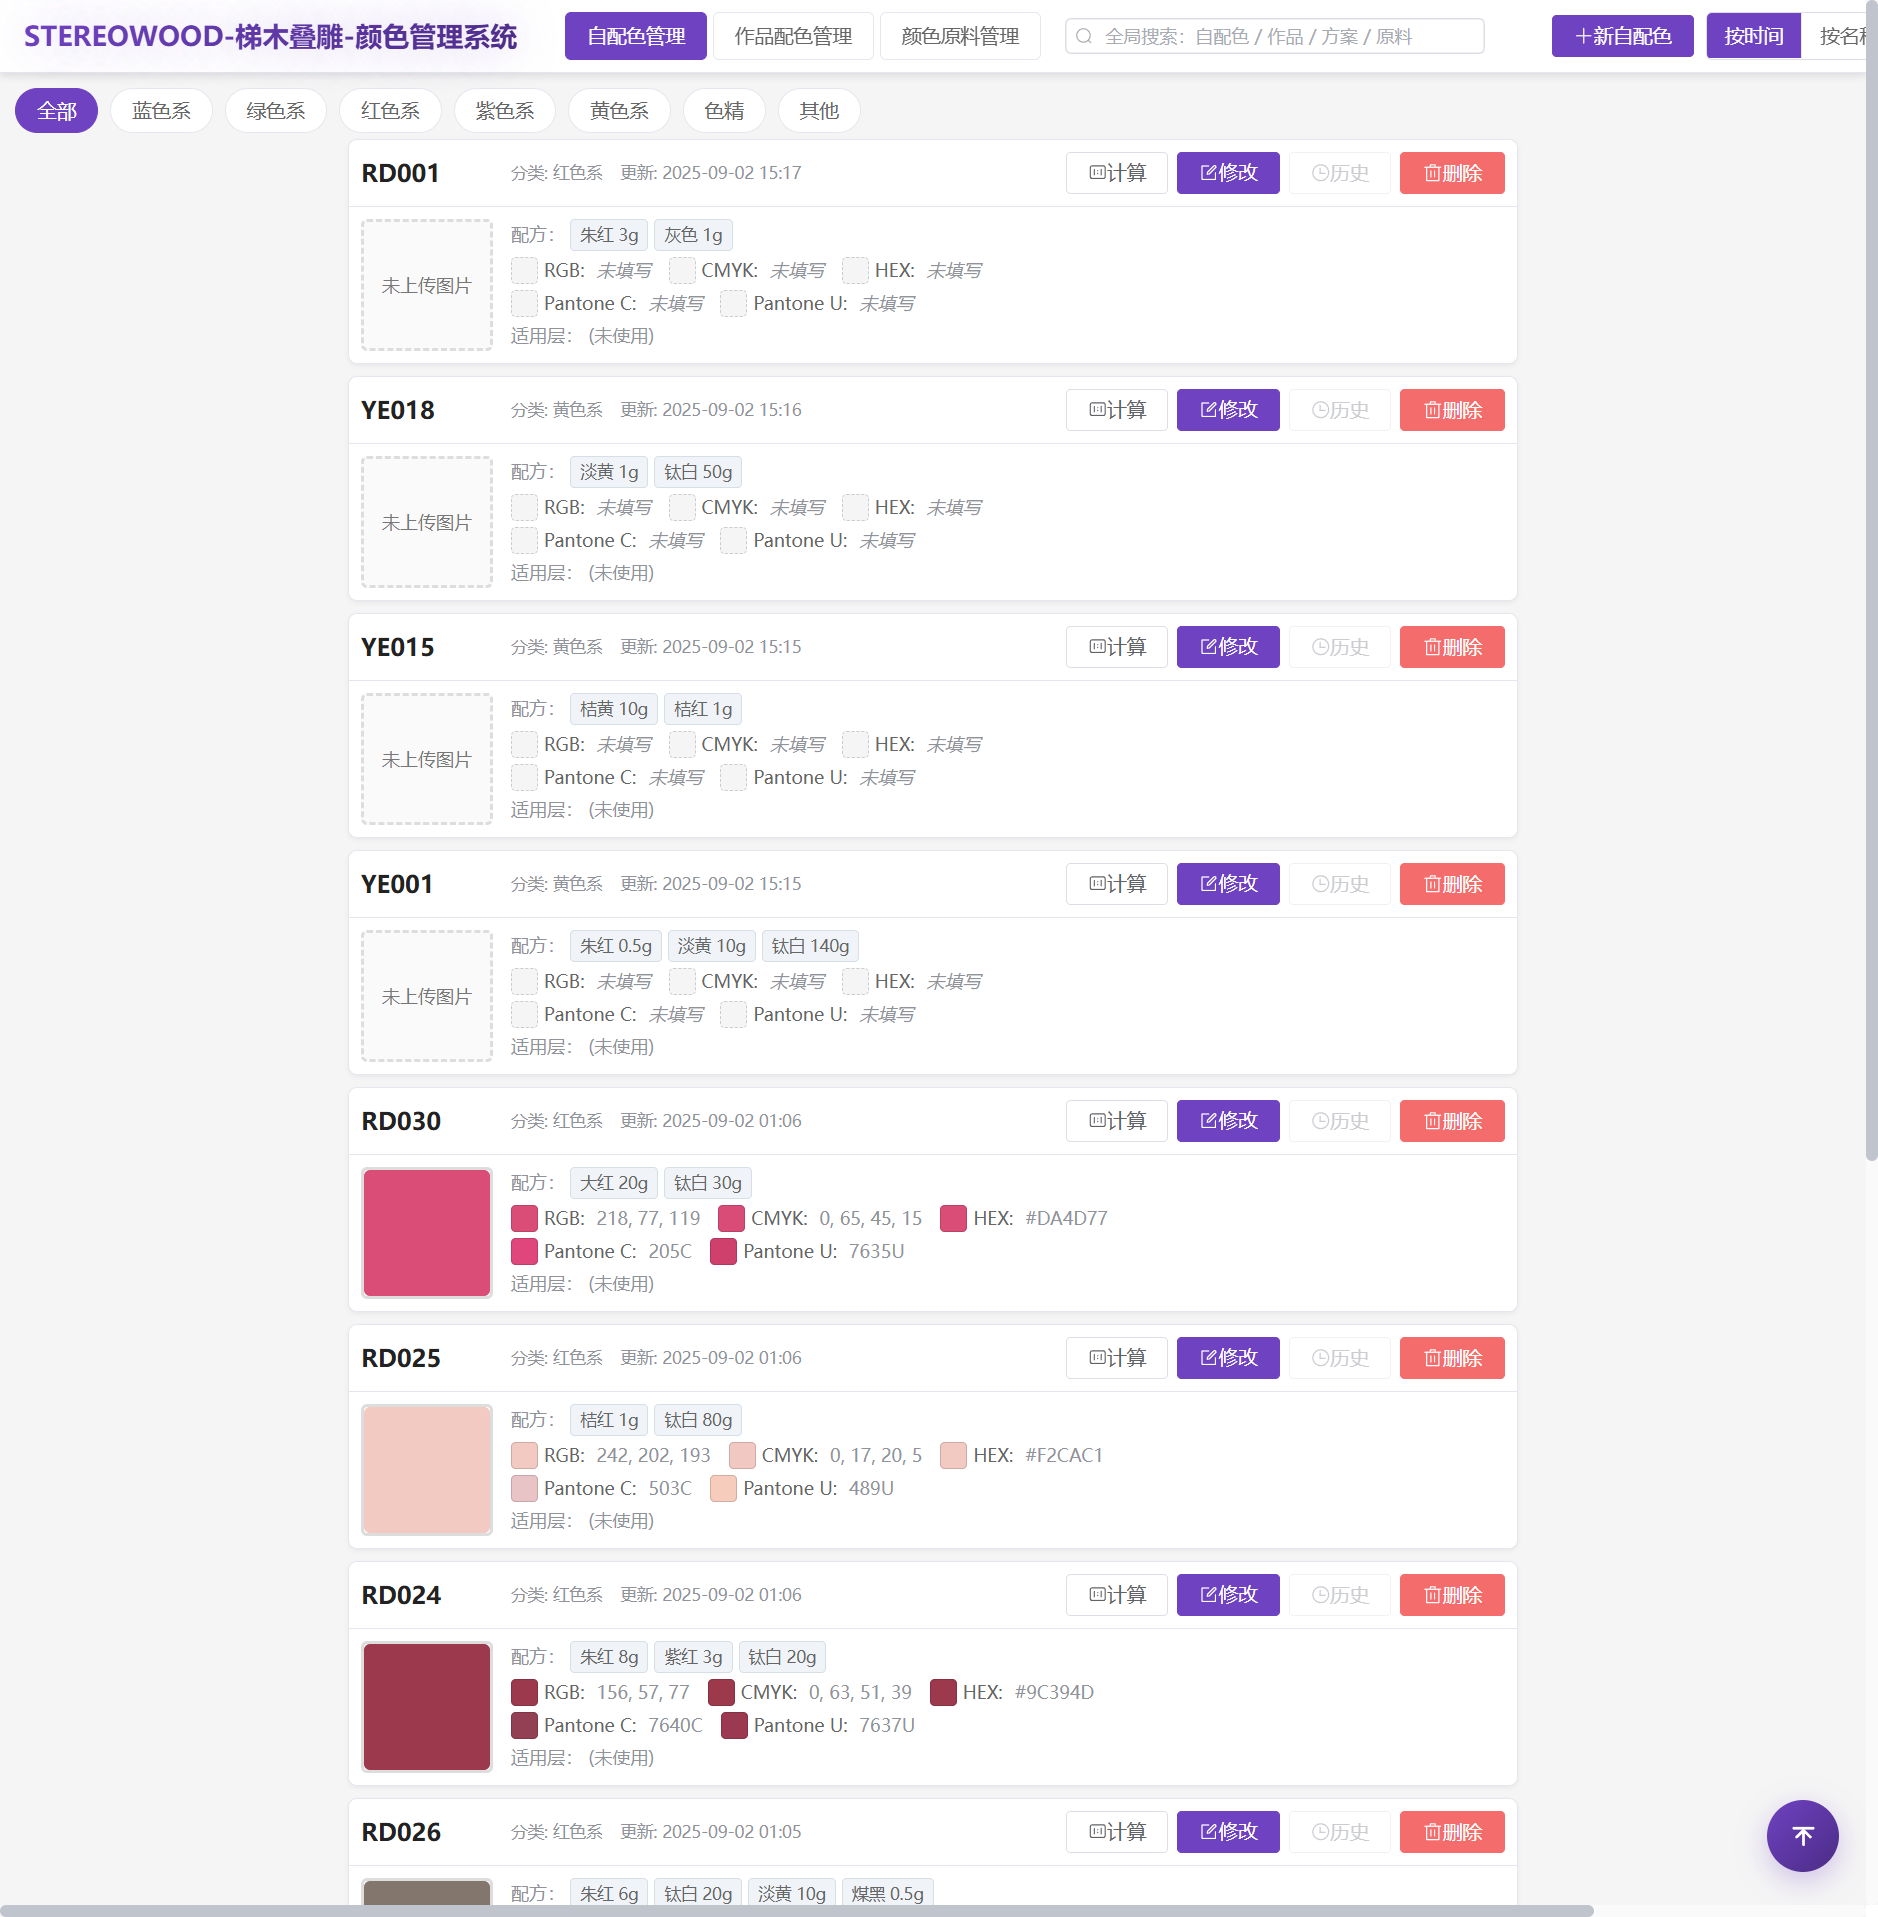 STEREOWOOD-梯木叠雕-颜色管理系统 自配色管理 作品配色管理 颜色原料管理 全局搜索: 自配色 / 作品 / 方案 / 原料 +新自配色 按时间 按名
全部 蓝色系 绿色系 红色系 紫色系 黄色系 色精 其他
RD001 分类: 红色系 更新: 2025-09-02 15:17 计算 修改 历史 删除
未上传图片
配方: 朱红 3g 灰色 1g
RGB: 未填写 CMYK: 未填写 HEX: 未填写
Pantone C: 未填写 Pantone U: 未填写
适用层: (未使用)
YE018 分类: 黄色系 更新: 2025-09-02 15:16 计算 修改 历史 删除
未上传图片
配方: 淡黄 1g 钛白 50g
RGB: 未填写 CMYK: 未填写 HEX: 未填写
Pantone C: 未填写 Pantone U: 未填写
适用层: (未使用)
YE015 分类: 黄色系 更新: 2025-09-02 15:15 计算 修改 历史 删除
未上传图片
配方: 桔黄 10g 桔红 1g
RGB: 未填写 CMYK: 未填写 HEX: 未填写
Pantone C: 未填写 Pantone U: 未填写
适用层: (未使用)
YE001 分类: 黄色系 更新: 2025-09-02 15:15 计算 修改 历史 删除
未上传图片
配方: 朱红 0.5g 淡黄 10g 钛白 140g
RGB: 未填写 CMYK: 未填写 HEX: 未填写
Pantone C: 未填写 Pantone U: 未填写
适用层: (未使用)
RD030 分类: 红色系 更新: 2025-09-02 01:06 计算 修改 历史 删除
配方: 大红 20g 钛白 30g
RGB: 218, 77, 119 CMYK: 0, 65, 45, 15 HEX: #DA4D77
Pantone C: 205C Pantone U: 7635U
适用层: (未使用)
RD025 分类: 红色系 更新: 2025-09-02 01:06 计算 修改 历史 删除
配方: 桔红 1g 钛白 80g
RGB: 242, 202, 193 CMYK: 0, 17, 20, 5 HEX: #F2CAC1
Pantone C: 503C Pantone U: 489U
适用层: (未使用)
RD024 分类: 红色系 更新: 2025-09-02 01:06 计算 修改 历史 删除
配方: 朱红 8g 紫红 3g 钛白 20g
RGB: 156, 57, 77 CMYK: 0, 63, 51, 39 HEX: #9C394D
Pantone C: 7640C Pantone U: 7637U
适用层: (未使用)
RD026 分类: 红色系 更新: 2025-09-02 01:05 计算 修改 历史 删除
配方: 朱红 6g 钛白 20g 淡黄 10g 煤黑 0.5g